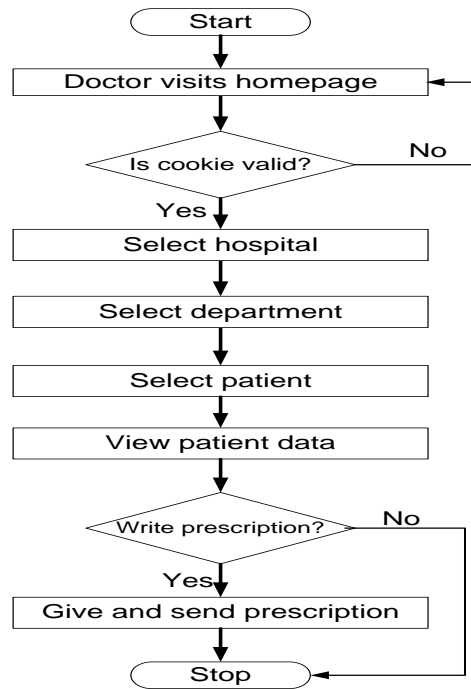 Start
Doctor visits homepage
Is cookie valid?
No
Yes
Select hospital
Select department
Select patient
View patient data
Write prescription?
No
Yes
Give and send prescription
Stop